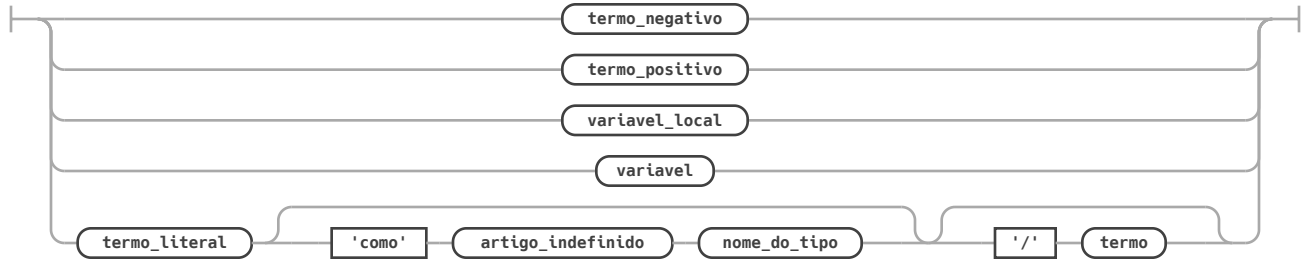 termo_negativo
termo_positivo
variavel_local
variavel
termo_literal 'como' artigo_indefinido nome_do_tipo '/' termo